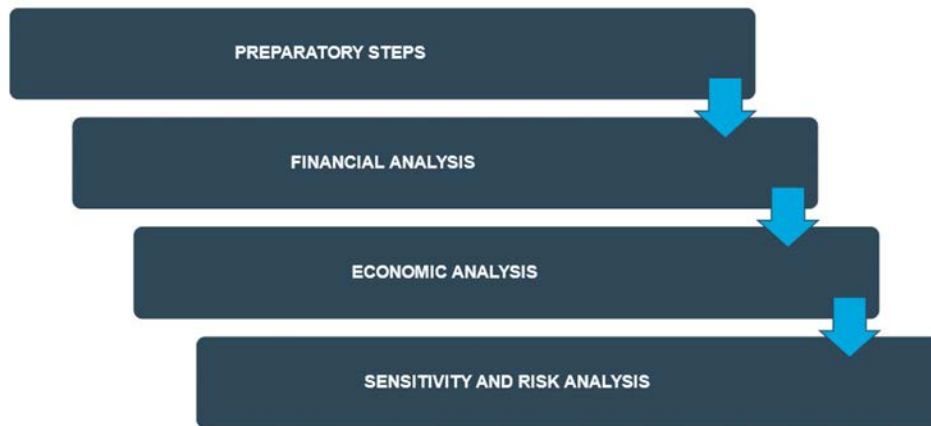 PREPARATORY STEPS
FINANCIAL ANALYSIS
ECONOMIC ANALYSIS
SENSITIVITY AND RISK ANALYSIS